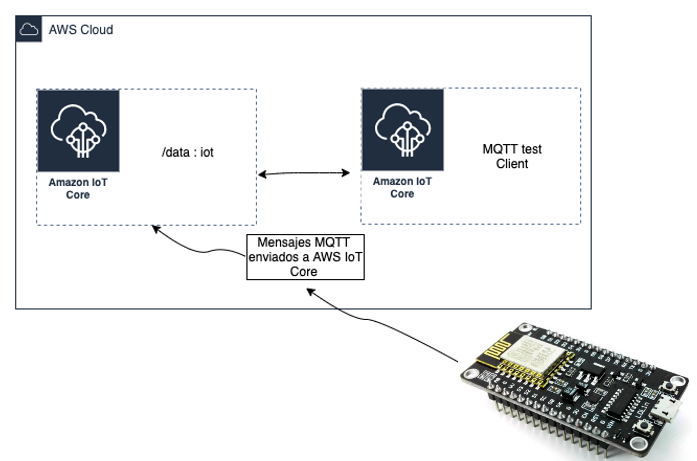 AWS Cloud
Amazon IoT
Core
/data : iot
Amazon IoT
Core
MQTT test
Client
Mensajes MQTT
enviados a AWS IoT
Core